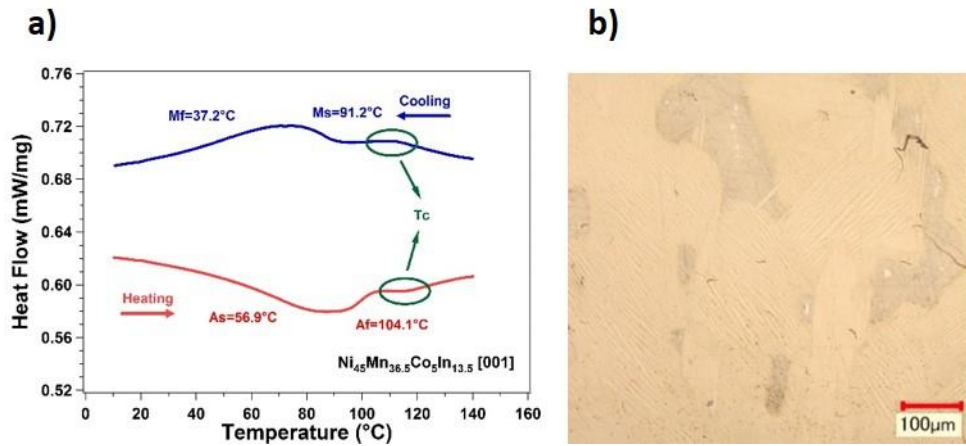 a)
b)
0.76
0.72
0.68
0.64
0.60
0.56
0.52
Heat Flow (mW/mg)
Mf=37.2°C
Ms=91.2°C
Cooling
Tc
Heating
As=56.9°C
Af=104.1°C
Ni₄₅Mn₃₆.₅Co₅In₁₃.₅ [001]
0 20 40 60 80 100 120 140 160
Temperature (°C)
100μm